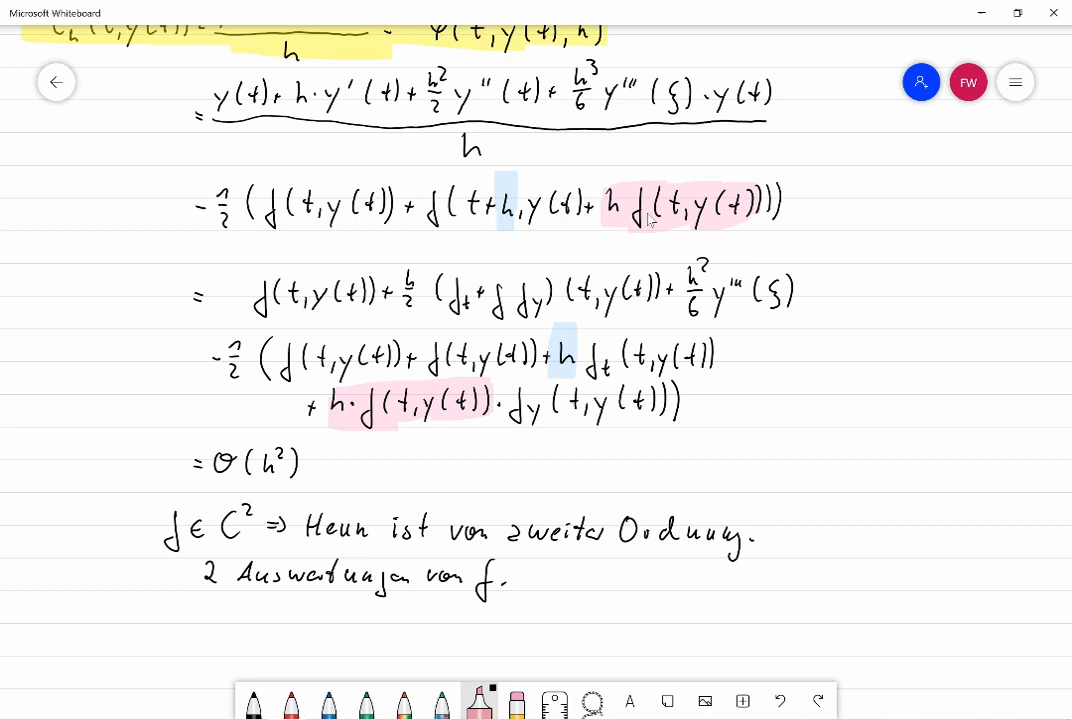 Microsoft Whiteboard
h
FW
= y(t) + h · y'(t) + h²/2 y''(t) + h³/6 y'''(ξ) · y(t)
h
- 1/2 ( f(t,y(t)) + f(t+h, y(t) + h f(t,y(t))))
= f(t,y(t)) + h/2 (f_t + f f_y)(t,y(t)) + h²/6 y'''(ξ)
- 1/2 ( f(t,y(t)) + f(t,y(t)) + h f_t (t,y(t))
+ h · f(t,y(t)) · f_y (t,y(t)))
= O(h²)
f ∈ C² ⇒ Heun ist von zweiter Ordnung.
2 Auswertungen von f.
A